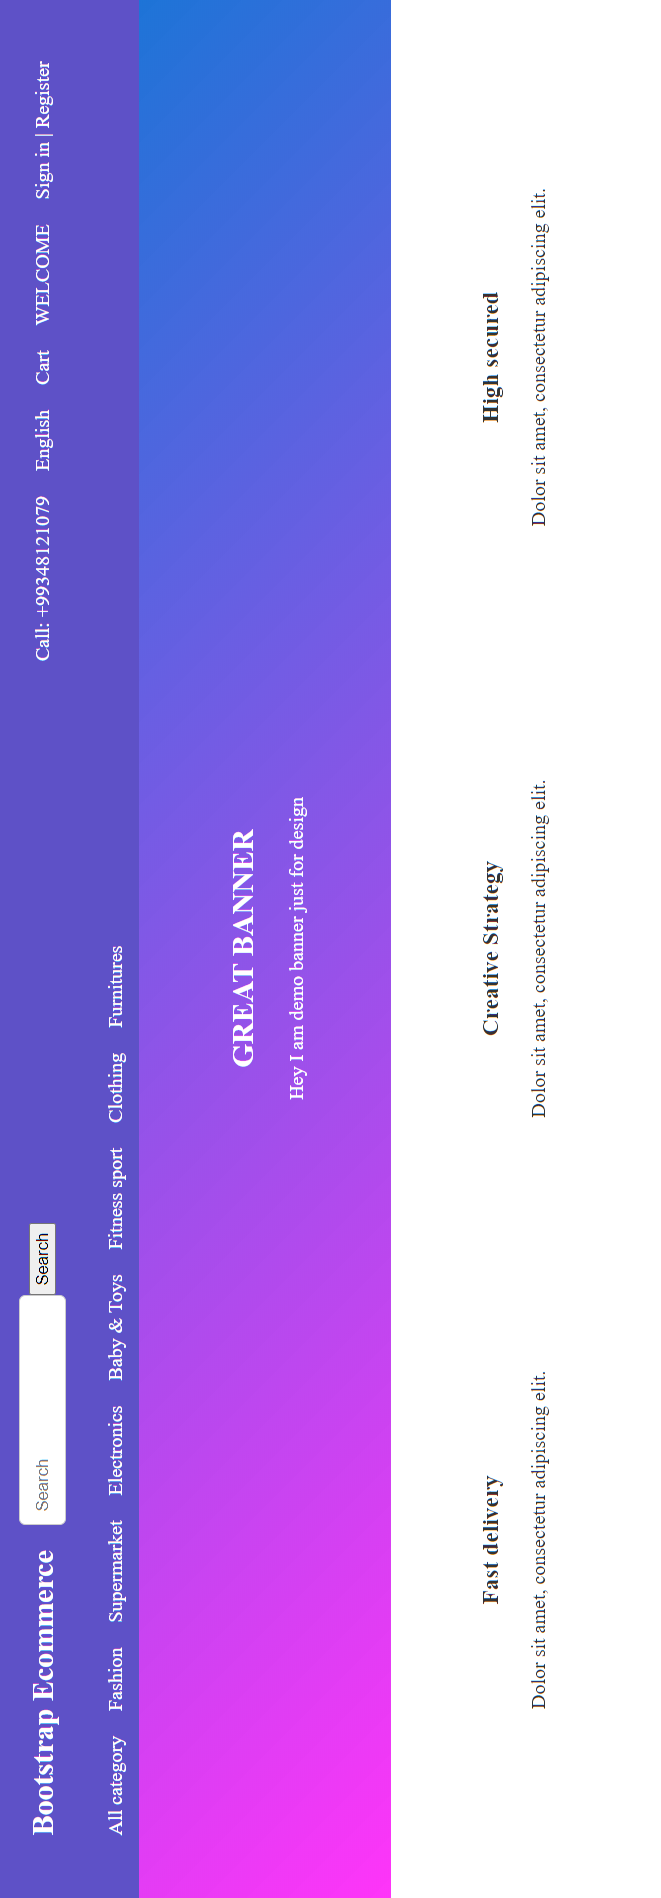 Bootstrap Ecommerce Search Search Call: +99348121079 English Cart WELCOME Sign in | Register
All category Fashion Supermarket Electronics Baby & Toys Fitness sport Clothing Furnitures
GREAT BANNER
Hey I am demo banner just for design
Fast delivery
Dolor sit amet, consectetur adipiscing elit.
Creative Strategy
Dolor sit amet, consectetur adipiscing elit.
High secured
Dolor sit amet, consectetur adipiscing elit.